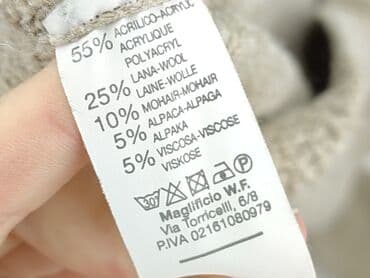 55% ACRILICO-ACRYLIC
ACRYLIQUE
POLYACRYL
25% LANA-WOOL
LAINE-WOLLE
10% MOHAIR-MOHAIR
5% ALPACA-ALPAGA
ALPAKA
5% VISCOSA-VISCOSE
VISKOSE
30° P
Maglificio W.F.
Via Torricelli, 6/8
P.IVA 02161080979